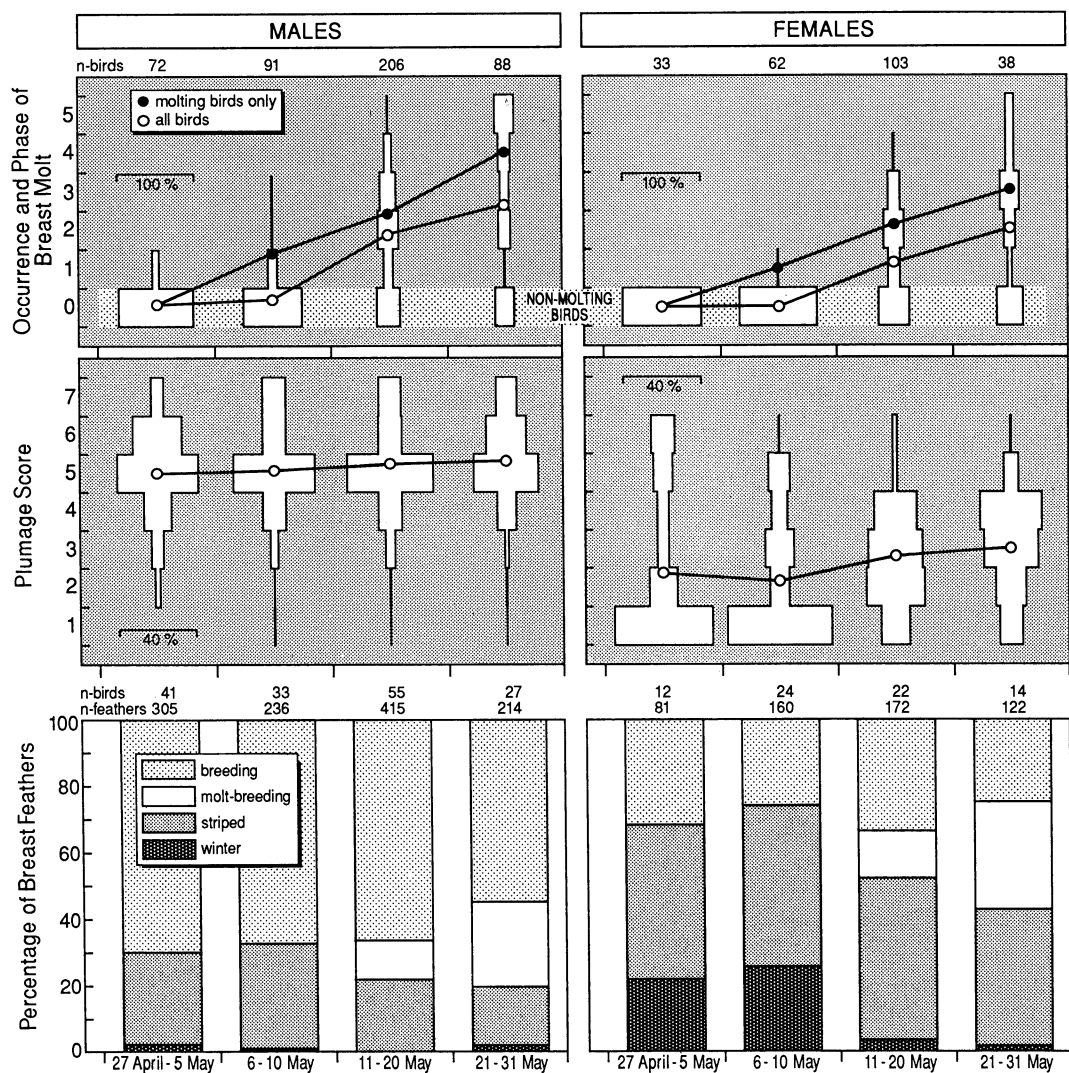 MALES
FEMALES
n-birds 72 91 206 88
33 62 103 38
Occurrence and Phase of
Breast Molt
5
4
3
2
1
0
molting birds only
all birds
100 %
100 %
NON-MOLTING
BIRDS
Plumage Score
7
6
5
4
3
2
1
40 %
40 %
n-birds 41 33 55 27
n-feathers 305 236 415 214
12 24 22 14
81 160 172 122
Percentage of Breast Feathers
100
80
60
40
20
0
breeding
molt-breeding
striped
winter
27 April - 5 May 6 - 10 May 11 - 20 May 21 - 31 May
27 April - 5 May 6 - 10 May 11 - 20 May 21 - 31 May